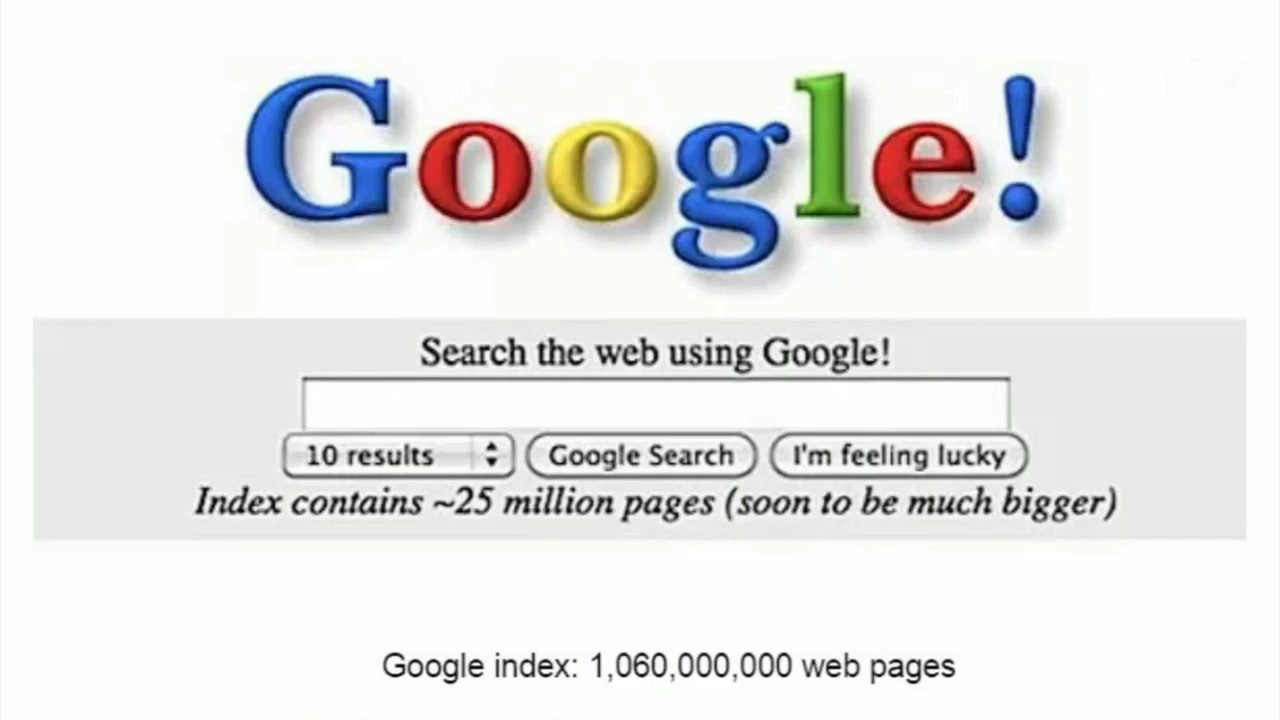 Google!
Search the web using Google!
10 results Google Search I'm feeling lucky
Index contains ~25 million pages (soon to be much bigger)
Google index: 1,060,000,000 web pages